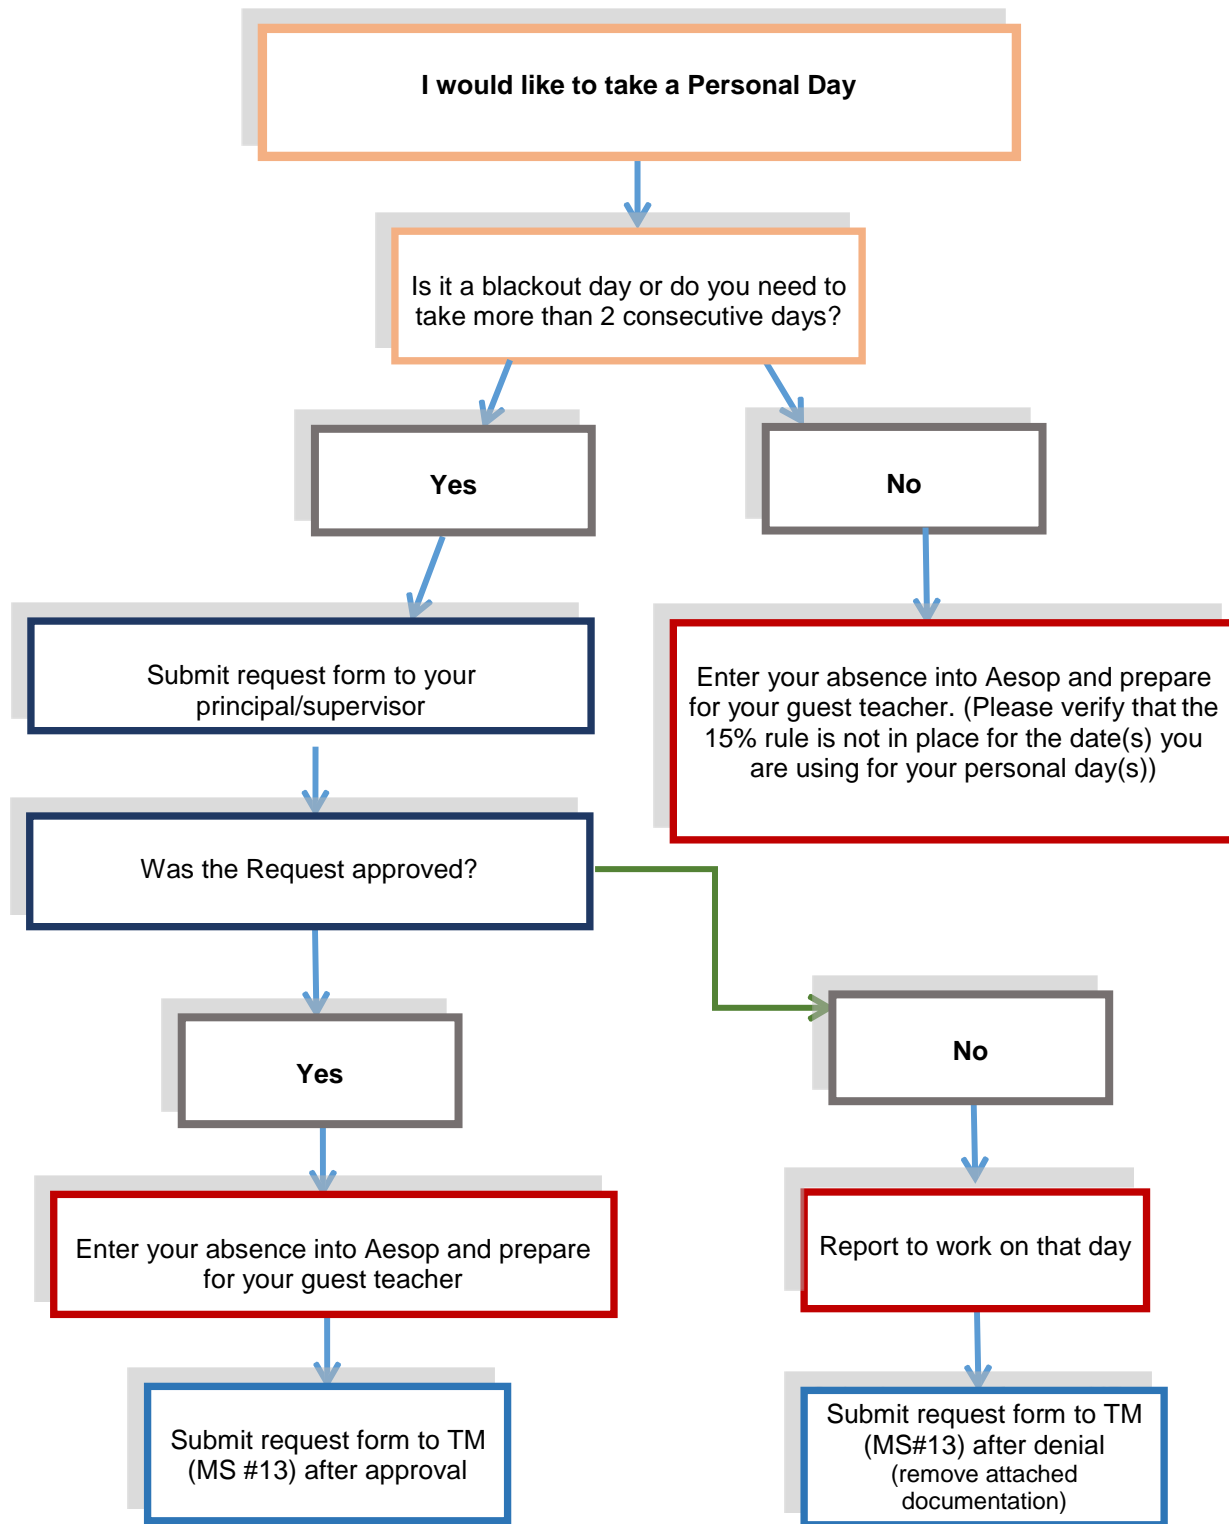 I would like to take a Personal Day
Is it a blackout day or do you need to
take more than 2 consecutive days?
Yes
No
Submit request form to your
principal/supervisor
Enter your absence into Aesop and prepare
for your guest teacher. (Please verify that the
15% rule is not in place for the date(s) you
are using for your personal day(s))
Was the Request approved?
Yes
No
Enter your absence into Aesop and prepare
for your guest teacher
Report to work on that day
Submit request form to TM
(MS #13) after approval
Submit request form to TM
(MS#13) after denial
(remove attached
documentation)